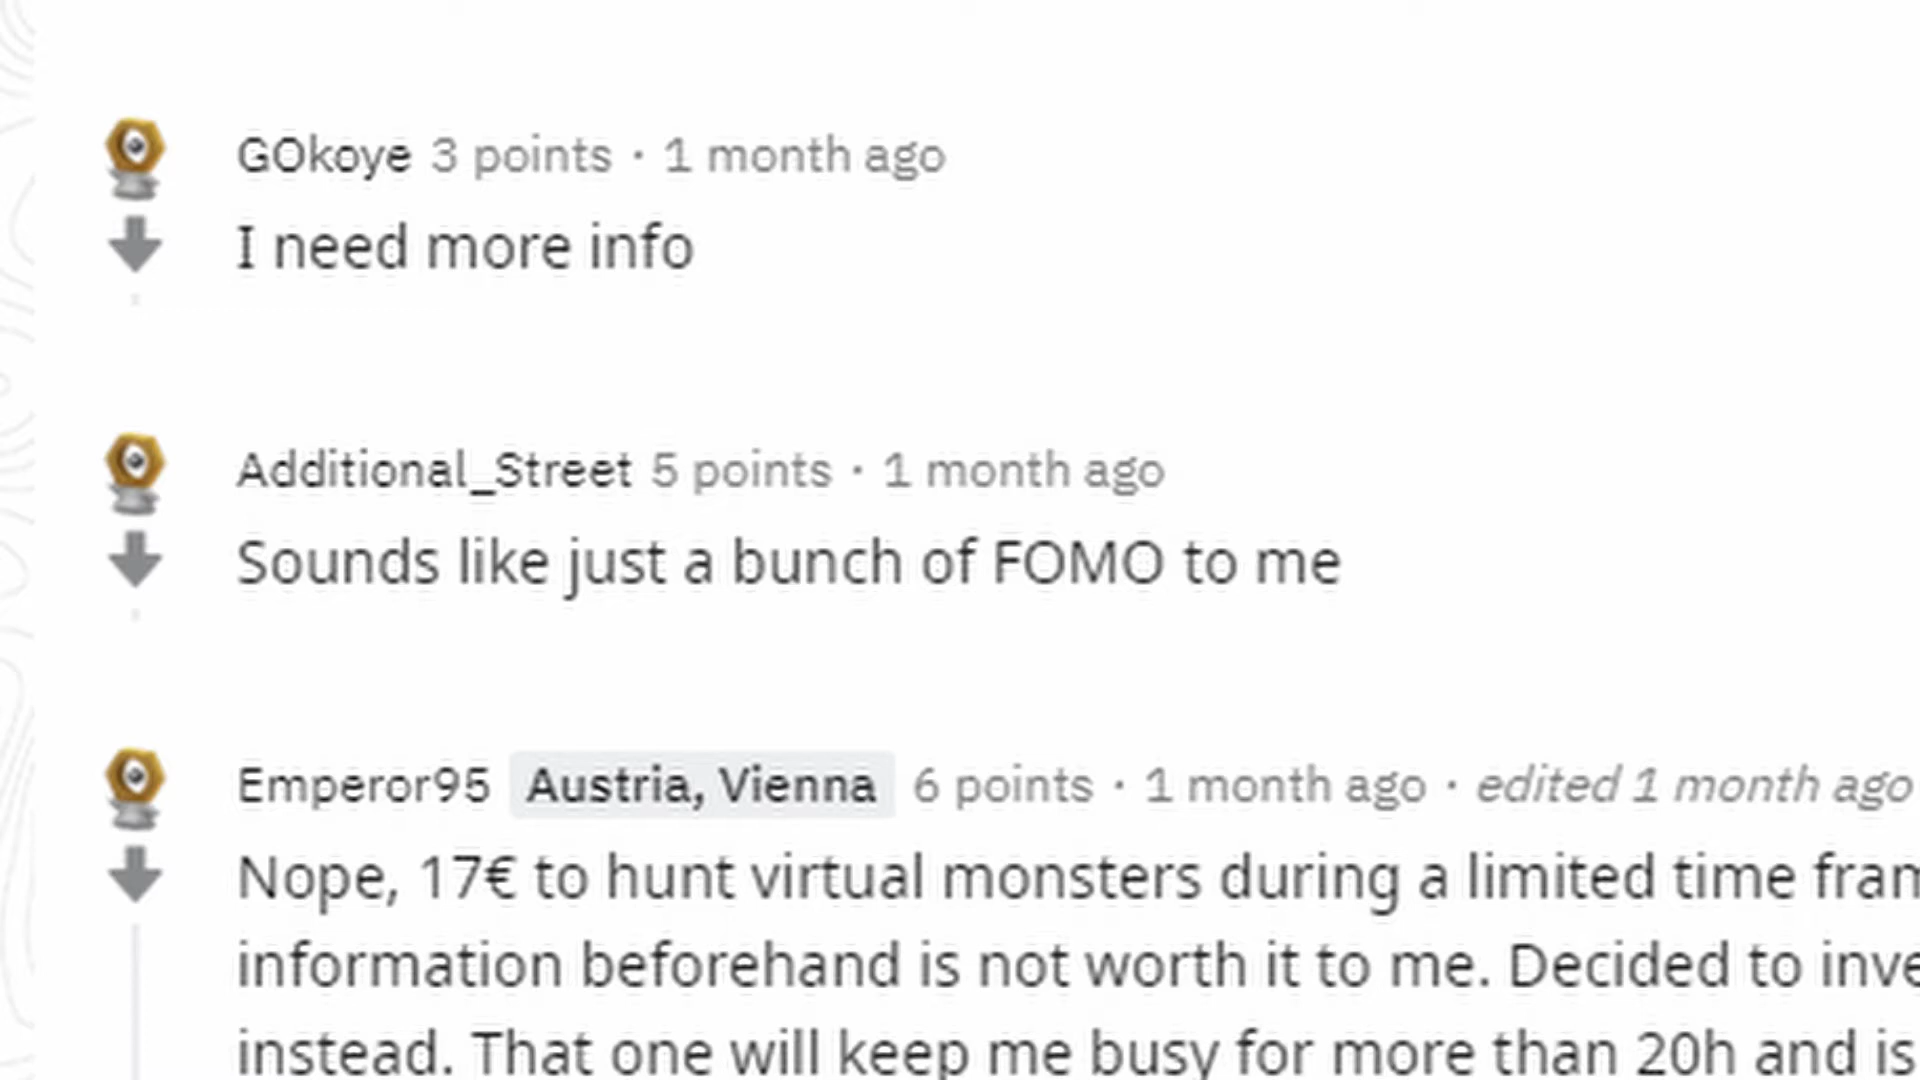 GOkoye 3 points · 1 month ago
I need more info
Additional_Street 5 points · 1 month ago
Sounds like just a bunch of FOMO to me
Emperor95 Austria, Vienna 6 points · 1 month ago · edited 1 month ago
Nope, 17€ to hunt virtual monsters during a limited time fram
information beforehand is not worth it to me. Decided to inve
instead. That one will keep me busy for more than 20h and is